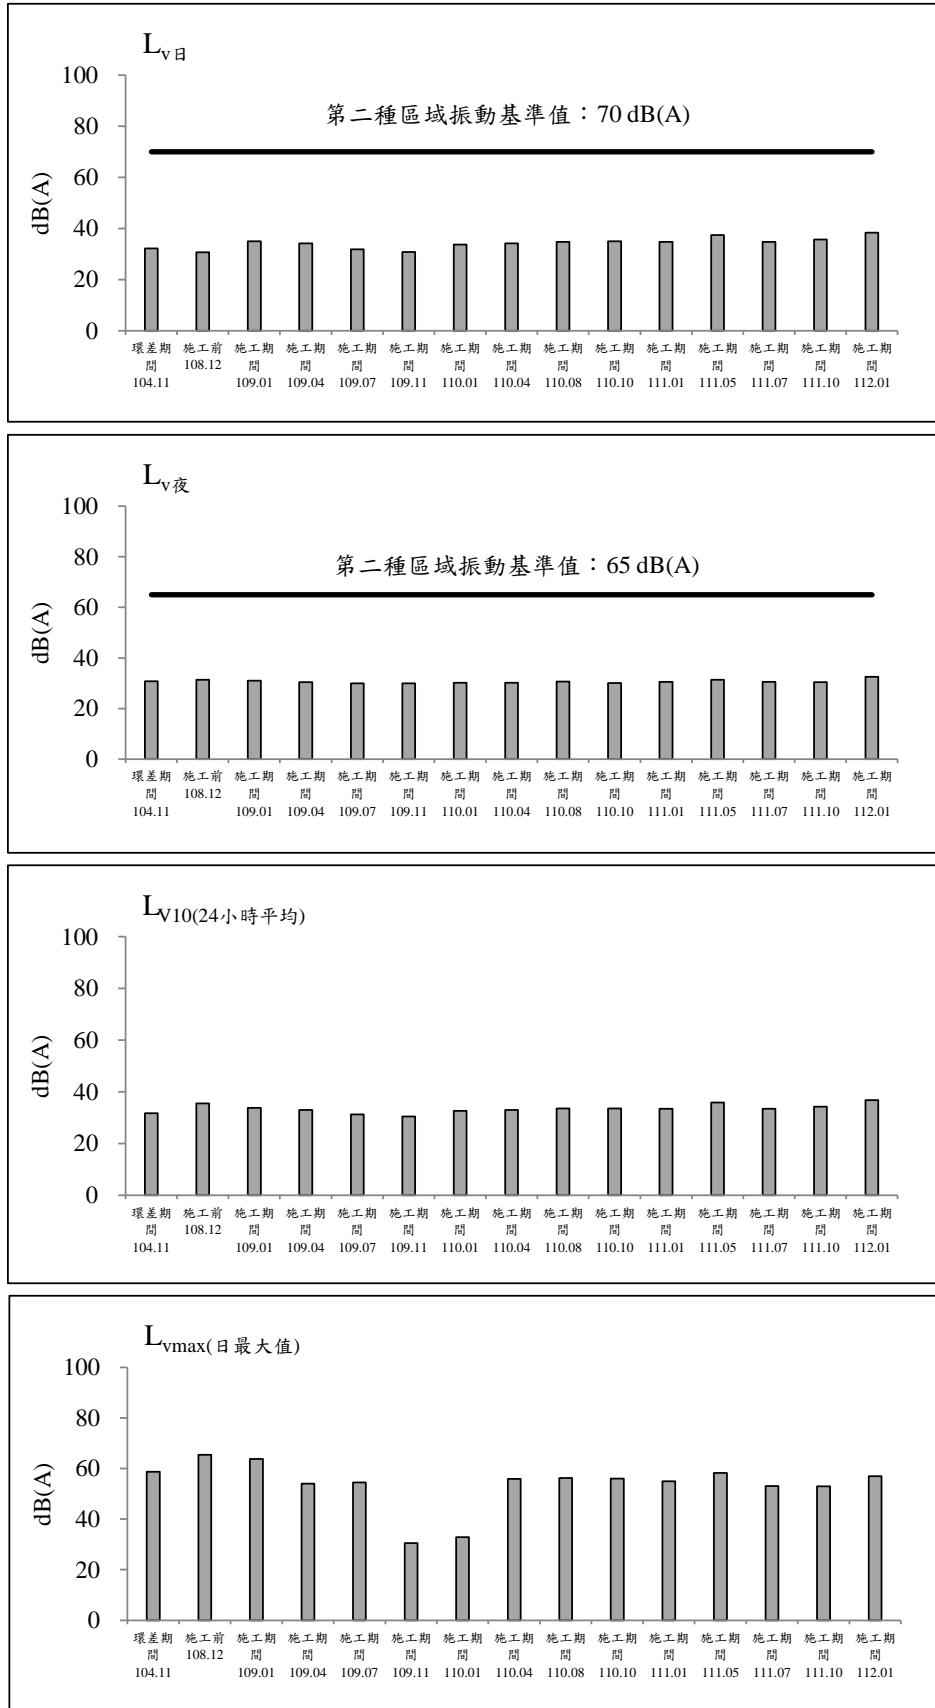 Lv日
100
80
60
40
20
0
dB(A)
第二種區域振動基準值：70 dB(A)
環差期 施工前 施工期 施工期 施工期 施工期 施工期 施工期 施工期 施工期 施工期 施工期 施工期 施工期 施工期
間 108.12 間 間 間 間 間 間 間 間 間 間 間 間 間
104.11 109.01 109.04 109.07 109.11 110.01 110.04 110.08 110.10 111.01 111.05 111.07 111.10 112.01
Lv夜
100
80
60
40
20
0
dB(A)
第二種區域振動基準值：65 dB(A)
環差期 施工前 施工期 施工期 施工期 施工期 施工期 施工期 施工期 施工期 施工期 施工期 施工期 施工期 施工期
間 108.12 間 間 間 間 間 間 間 間 間 間 間 間 間
104.11 109.01 109.04 109.07 109.11 110.01 110.04 110.08 110.10 111.01 111.05 111.07 111.10 112.01
LV10(24小時平均)
100
80
60
40
20
0
dB(A)
環差期 施工前 施工期 施工期 施工期 施工期 施工期 施工期 施工期 施工期 施工期 施工期 施工期 施工期 施工期
間 108.12 間 間 間 間 間 間 間 間 間 間 間 間 間
104.11 109.01 109.04 109.07 109.11 110.01 110.04 110.08 110.10 111.01 111.05 111.07 111.10 112.01
Lvmax(日最大值)
100
80
60
40
20
0
dB(A)
環差期 施工前 施工期 施工期 施工期 施工期 施工期 施工期 施工期 施工期 施工期 施工期 施工期 施工期 施工期
間 108.12 間 間 間 間 間 間 間 間 間 間 間 間 間
104.11 109.01 109.04 109.07 109.11 110.01 110.04 110.08 110.10 111.01 111.05 111.07 111.10 112.01